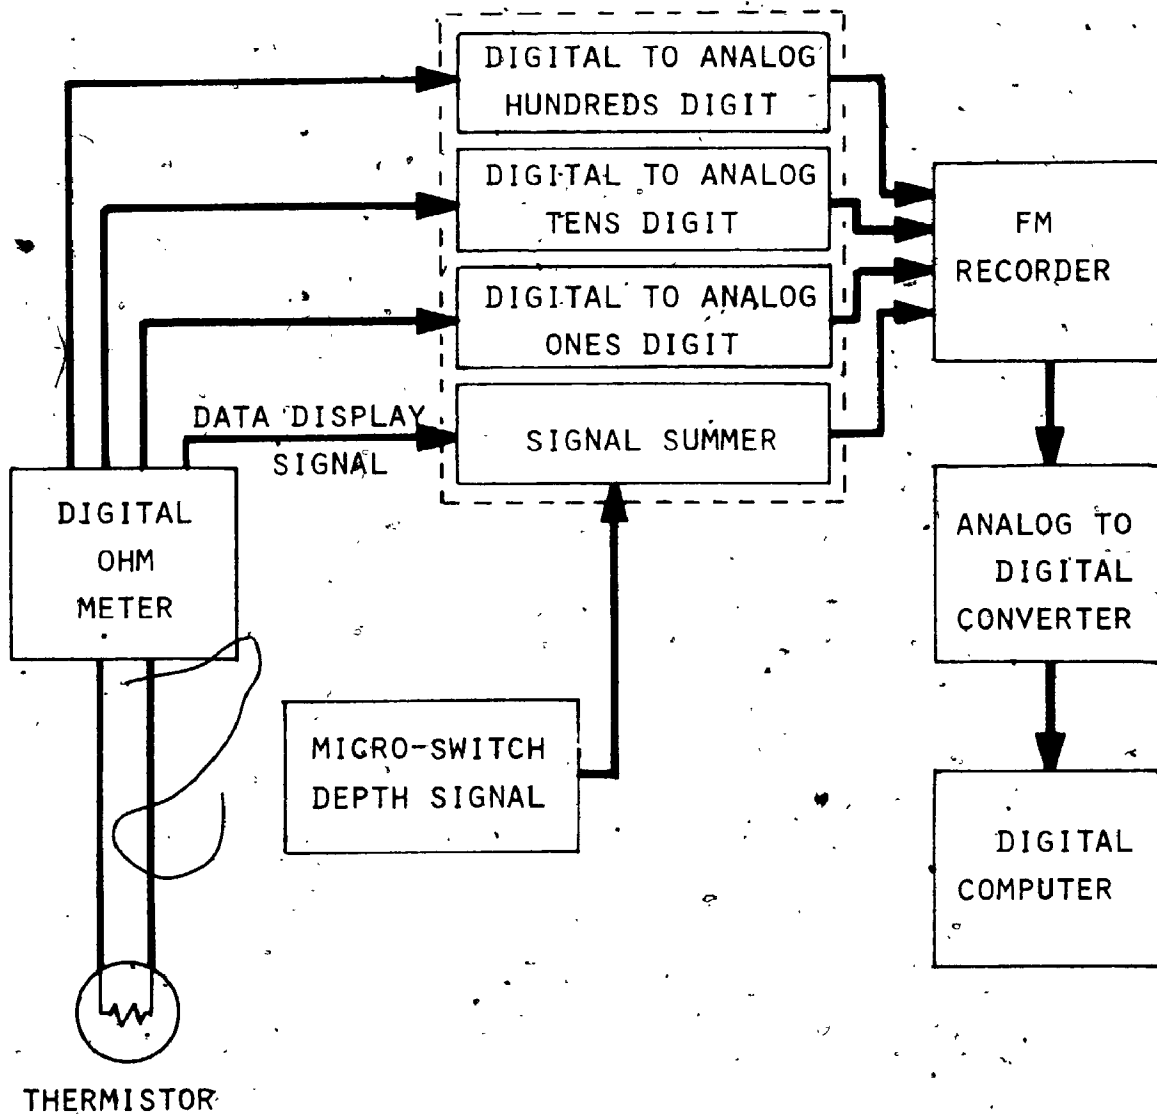 DIGITAL TO ANALOG
HUNDREDS DIGIT
DIGITAL TO ANALOG
TENS DIGIT
DIGITAL TO ANALOG
ONES DIGIT
SIGNAL SUMMER
FM
RECORDER
DATA DISPLAY
SIGNAL
DIGITAL
OHM
METER
ANALOG TO
DIGITAL
CONVERTER
MICRO-SWITCH
DEPTH SIGNAL
DIGITAL
COMPUTER
THERMISTOR